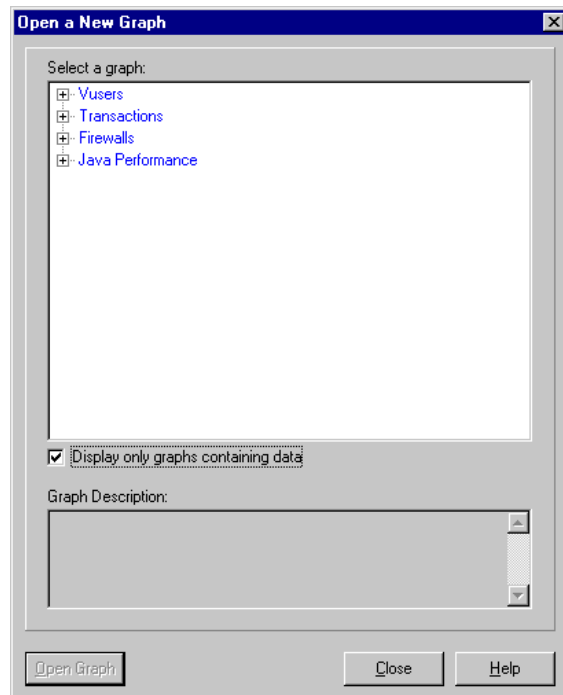 Open a New Graph
Select a graph:
Vusers
Transactions
Firewalls
Java Performance
Display only graphs containing data
Graph Description:
Open Graph
Close
Help